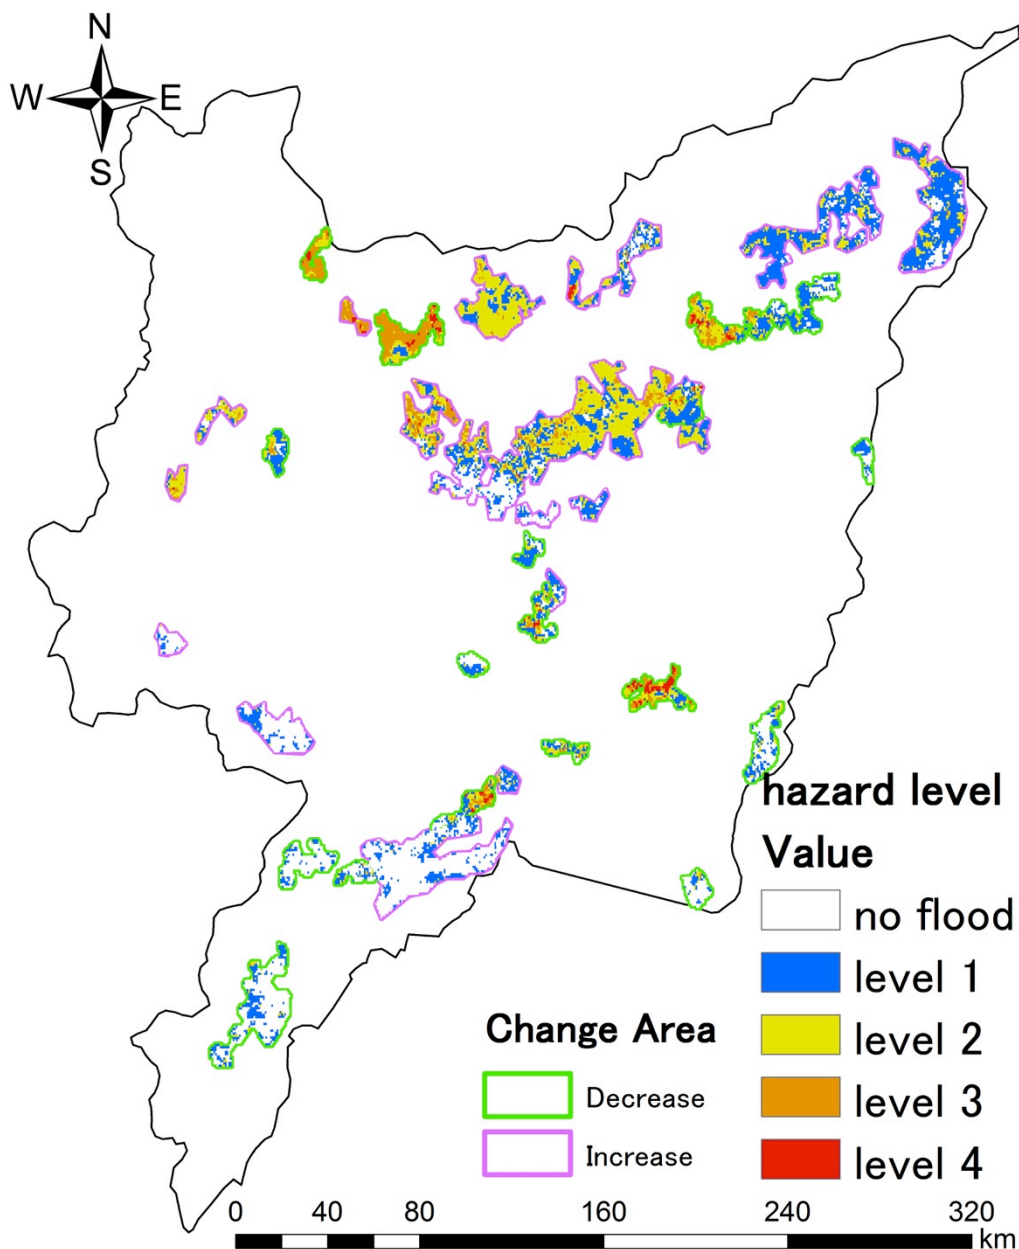 N
W E
S
hazard level
Value
no flood
level 1
level 2
level 3
level 4
Change Area
Decrease
Increase
0 40 80 160 240 320
km